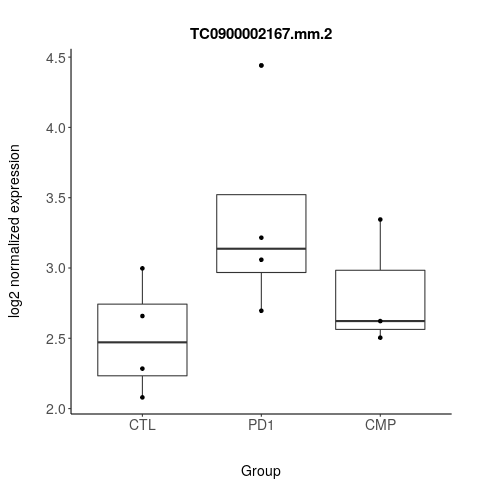 TC0900002167.mm.2
log2 normalized expression
4.5
4.0
3.5
3.0
2.5
2.0
CTL PD1 CMP
Group